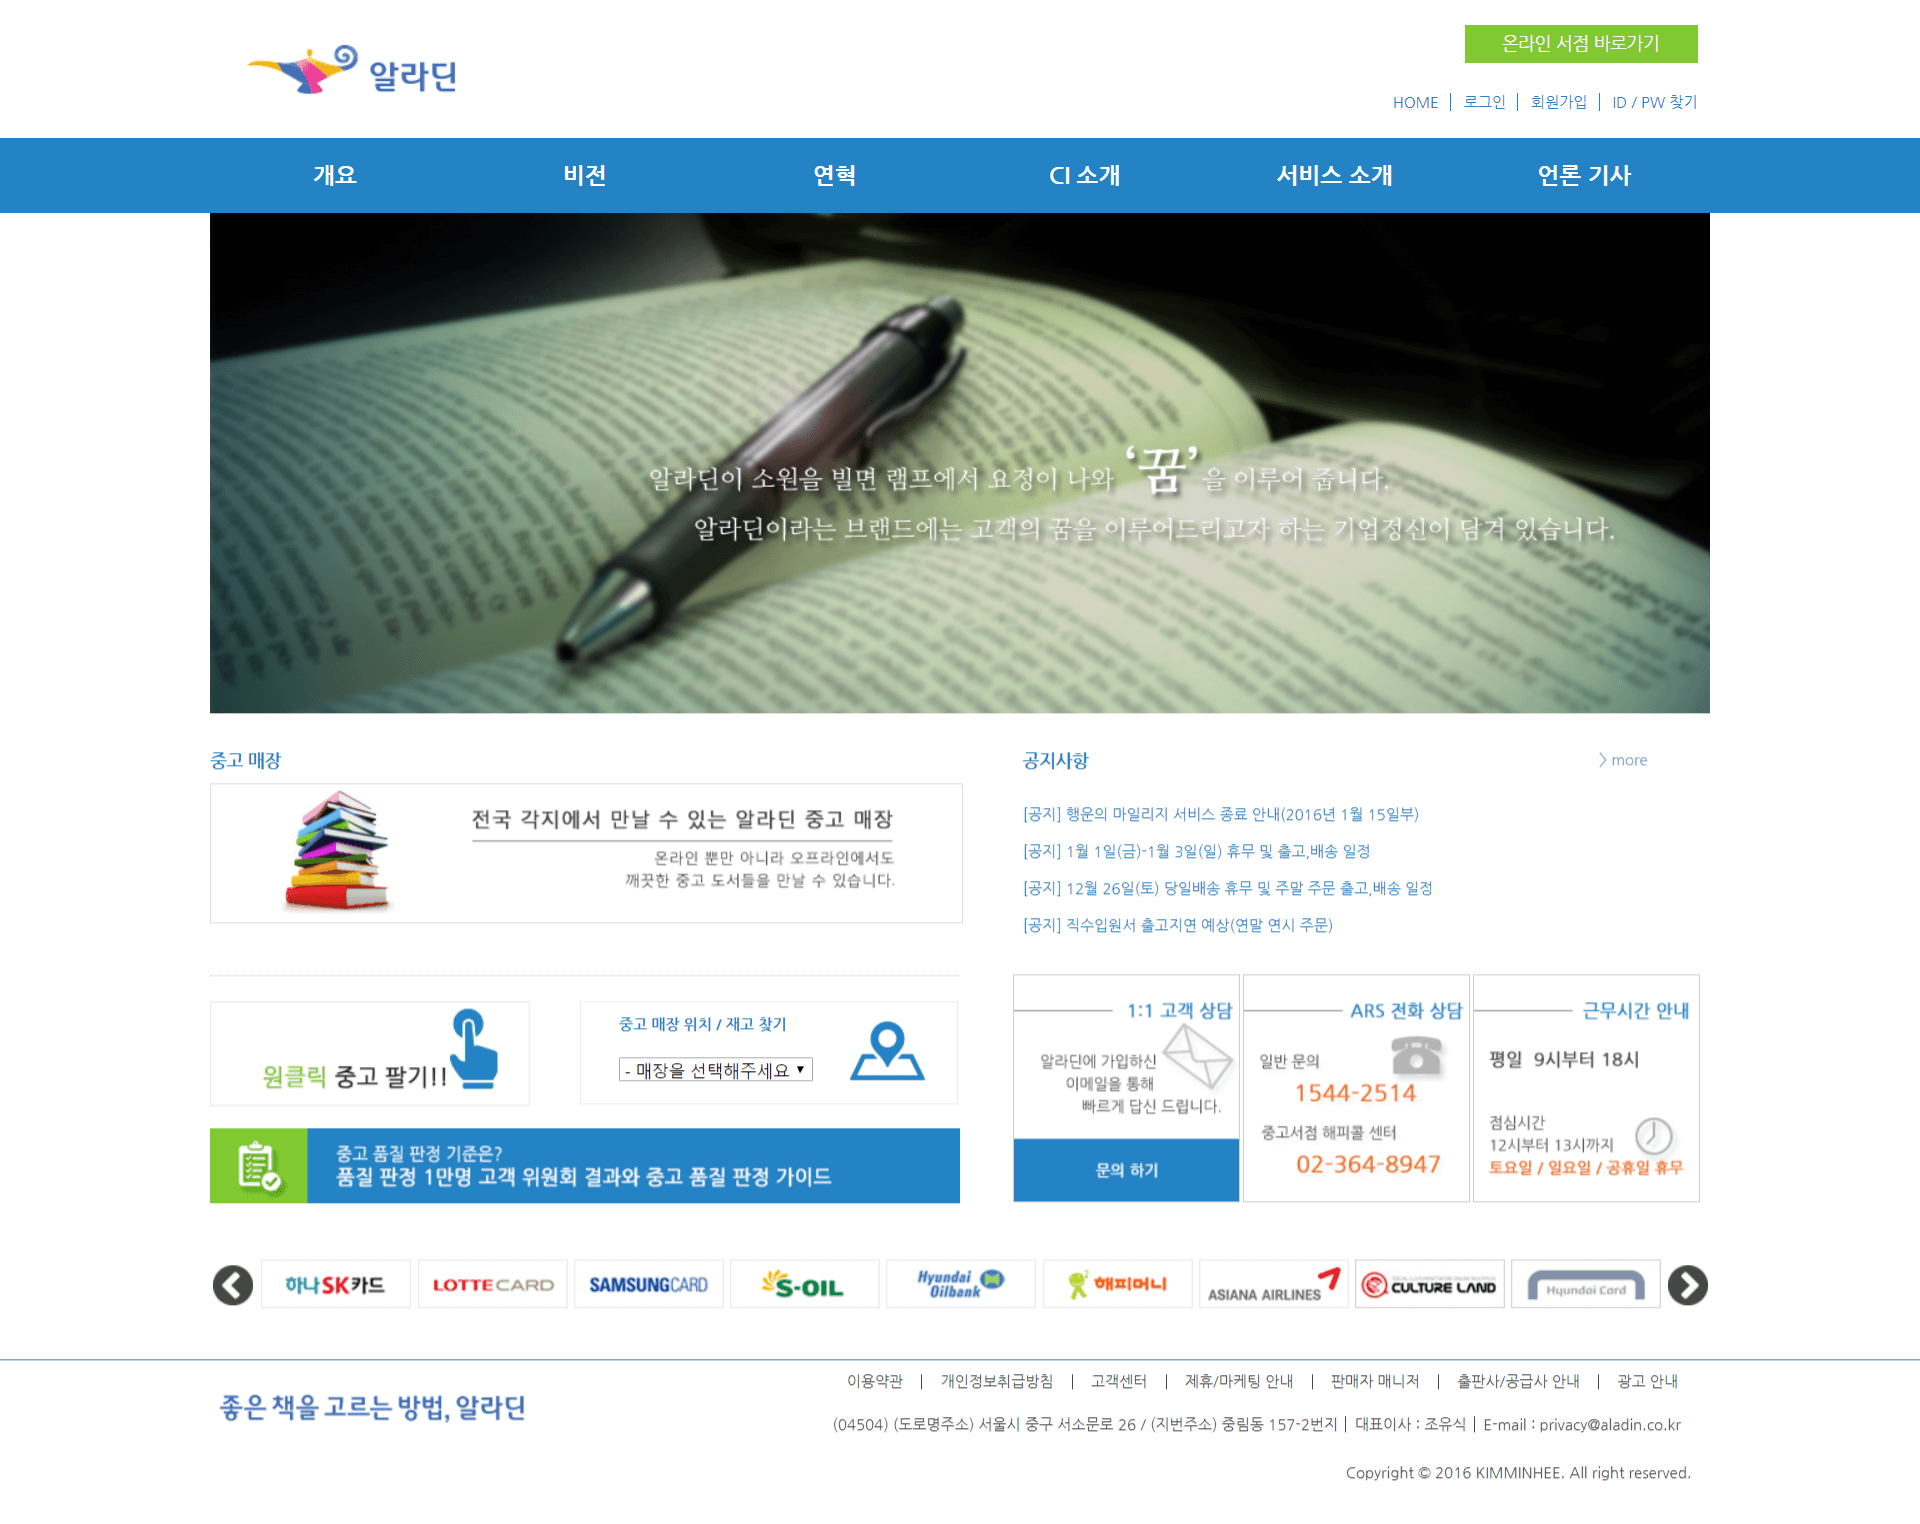 알라딘
온라인 서점 바로가기
HOME
로그인
회원가입
ID / PW 찾기
개요
비전
연혁
CI 소개
서비스 소개
언론 기사
알라딘이 소원을 빌면 램프에서 요정이 나와 ‘꿈’을 이루어 줍니다.
알라딘이라는 브랜드에는 고객의 꿈을 이루어드리고자 하는 기업정신이 담겨 있습니다.
중고 매장
전국 각지에서 만날 수 있는 알라딘 중고 매장
온라인 뿐만 아니라 오프라인에서도
깨끗한 중고 도서들을 만날 수 있습니다.
공지사항
> more
[공지] 행운의 마일리지 서비스 종료 안내(2016년 1월 15일부)
[공지] 1월 1일(금)-1월 3일(일) 휴무 및 출고,배송 일정
[공지] 12월 26일(토) 당일배송 휴무 및 주말 주문 출고,배송 일정
[공지] 직수입원서 출고지연 예상(연말 연시 주문)
원클릭 중고 팔기!!
중고 매장 위치 / 재고 찾기
- 매장을 선택해주세요 ▼
중고 품질 판정 기준은?
품질 판정 1만명 고객 위원회 결과와 중고 품질 판정 가이드
1:1 고객 상담
알라딘에 가입하신
이메일을 통해
빠르게 답신 드립니다.
문의 하기
ARS 전화 상담
일반 문의
1544-2514
중고서점 해피콜 센터
02-364-8947
근무시간 안내
평일 9시부터 18시
점심시간
12시부터 13시까지
토요일 / 일요일 / 공휴일 휴무
하나SK카드
LOTTE CARD
SAMSUNG CARD
S-OIL
Hyundai Oilbank
해피머니
ASIANA AIRLINES
CULTURE LAND
Hyundai Card
좋은 책을 고르는 방법, 알라딘
이용약관 | 개인정보취급방침 | 고객센터 | 제휴/마케팅 안내 | 판매자 매니저 | 출판사/공급사 안내 | 광고 안내
(04504) (도로명주소) 서울시 중구 서소문로 26 / (지번주소) 중림동 157-2번지 | 대표이사 : 조유식 | E-mail : privacy@aladin.co.kr
Copyright © 2016 KIMMINHEE. All right reserved.